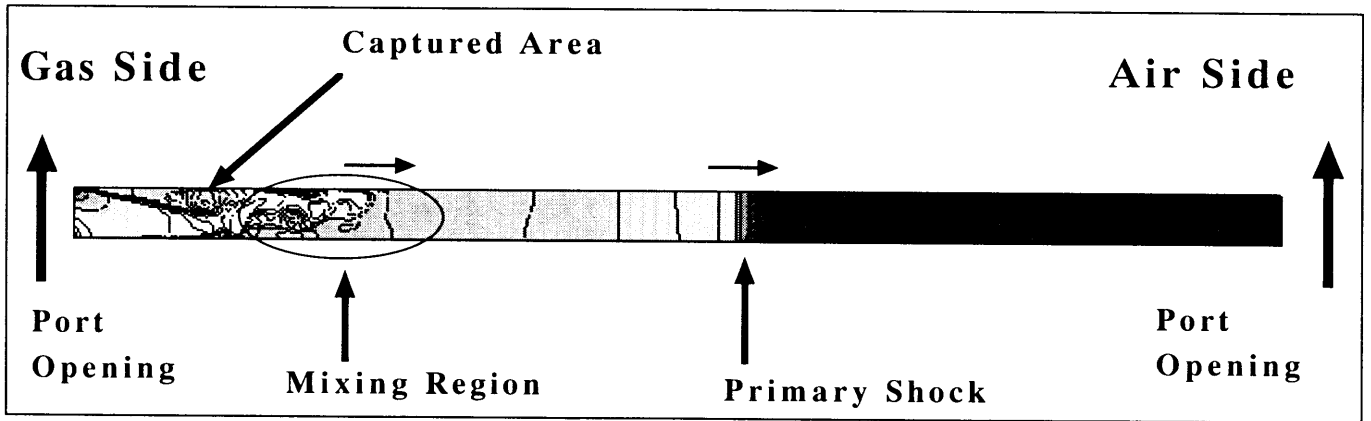 Captured Area
Gas Side
Air Side
Port
Opening
Mixing Region
Primary Shock
Port
Opening